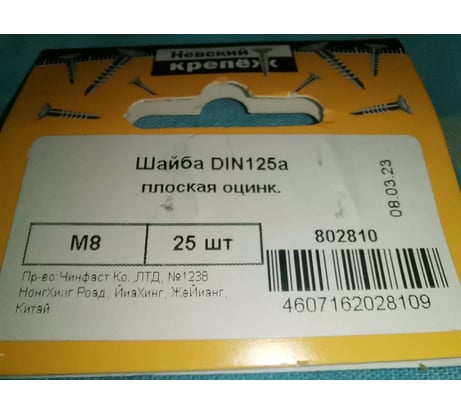 Невский
крепёж
Шайба DIN125a
плоская оцинк.
08.03.23
М8
25 шт
802810
Пр-во:Чинфаст Ко.,ЛТД, №1238
НонгХинг Роад, ЙиаХинг, ЖеЙианг,
Китай
4607162028109